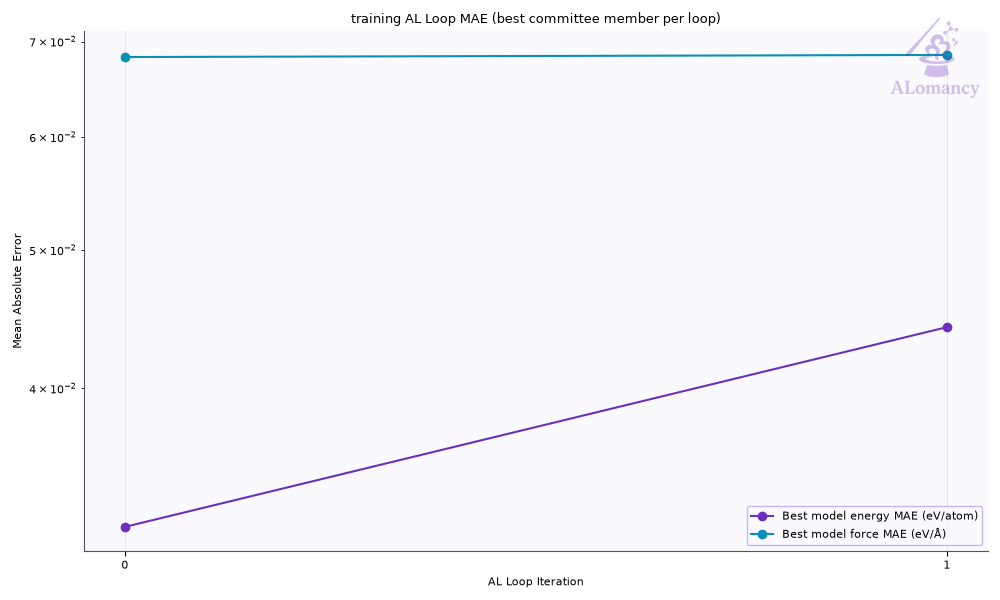 training AL Loop MAE (best committee member per loop)
ALomancy
7 × 10⁻²
6 × 10⁻²
5 × 10⁻²
4 × 10⁻²
Mean Absolute Error
Best model energy MAE (eV/atom)
Best model force MAE (eV/Å)
0
1
AL Loop Iteration